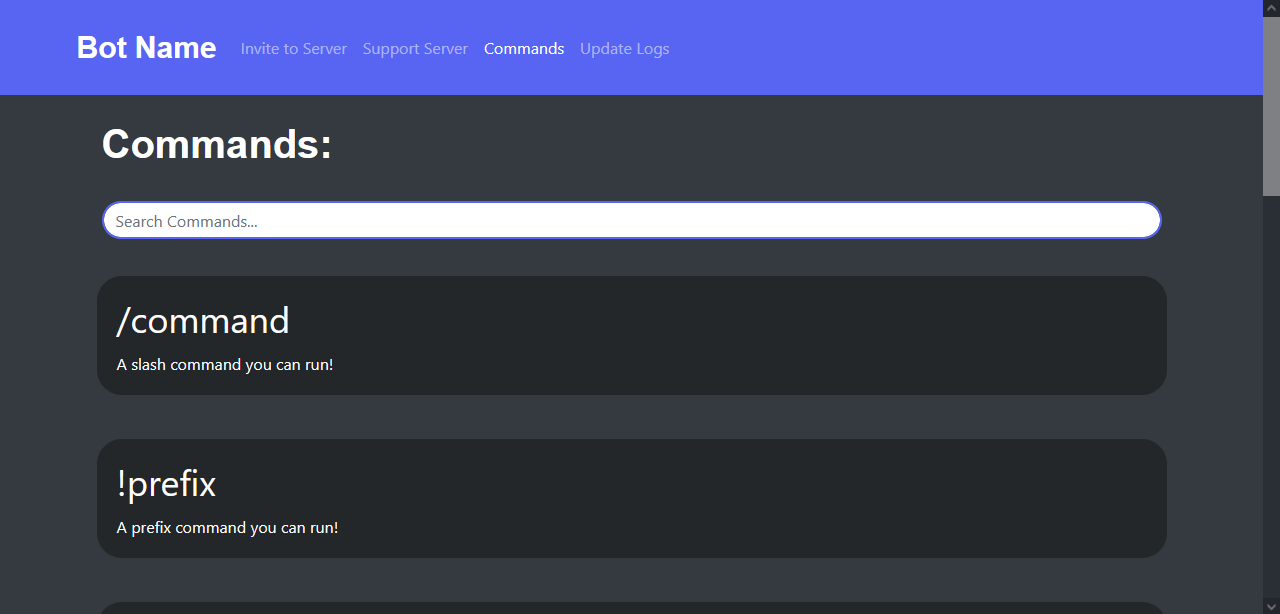 Bot Name Invite to Server Support Server Commands Update Logs
Commands:
Search Commands...
/command
A slash command you can run!
!prefix
A prefix command you can run!